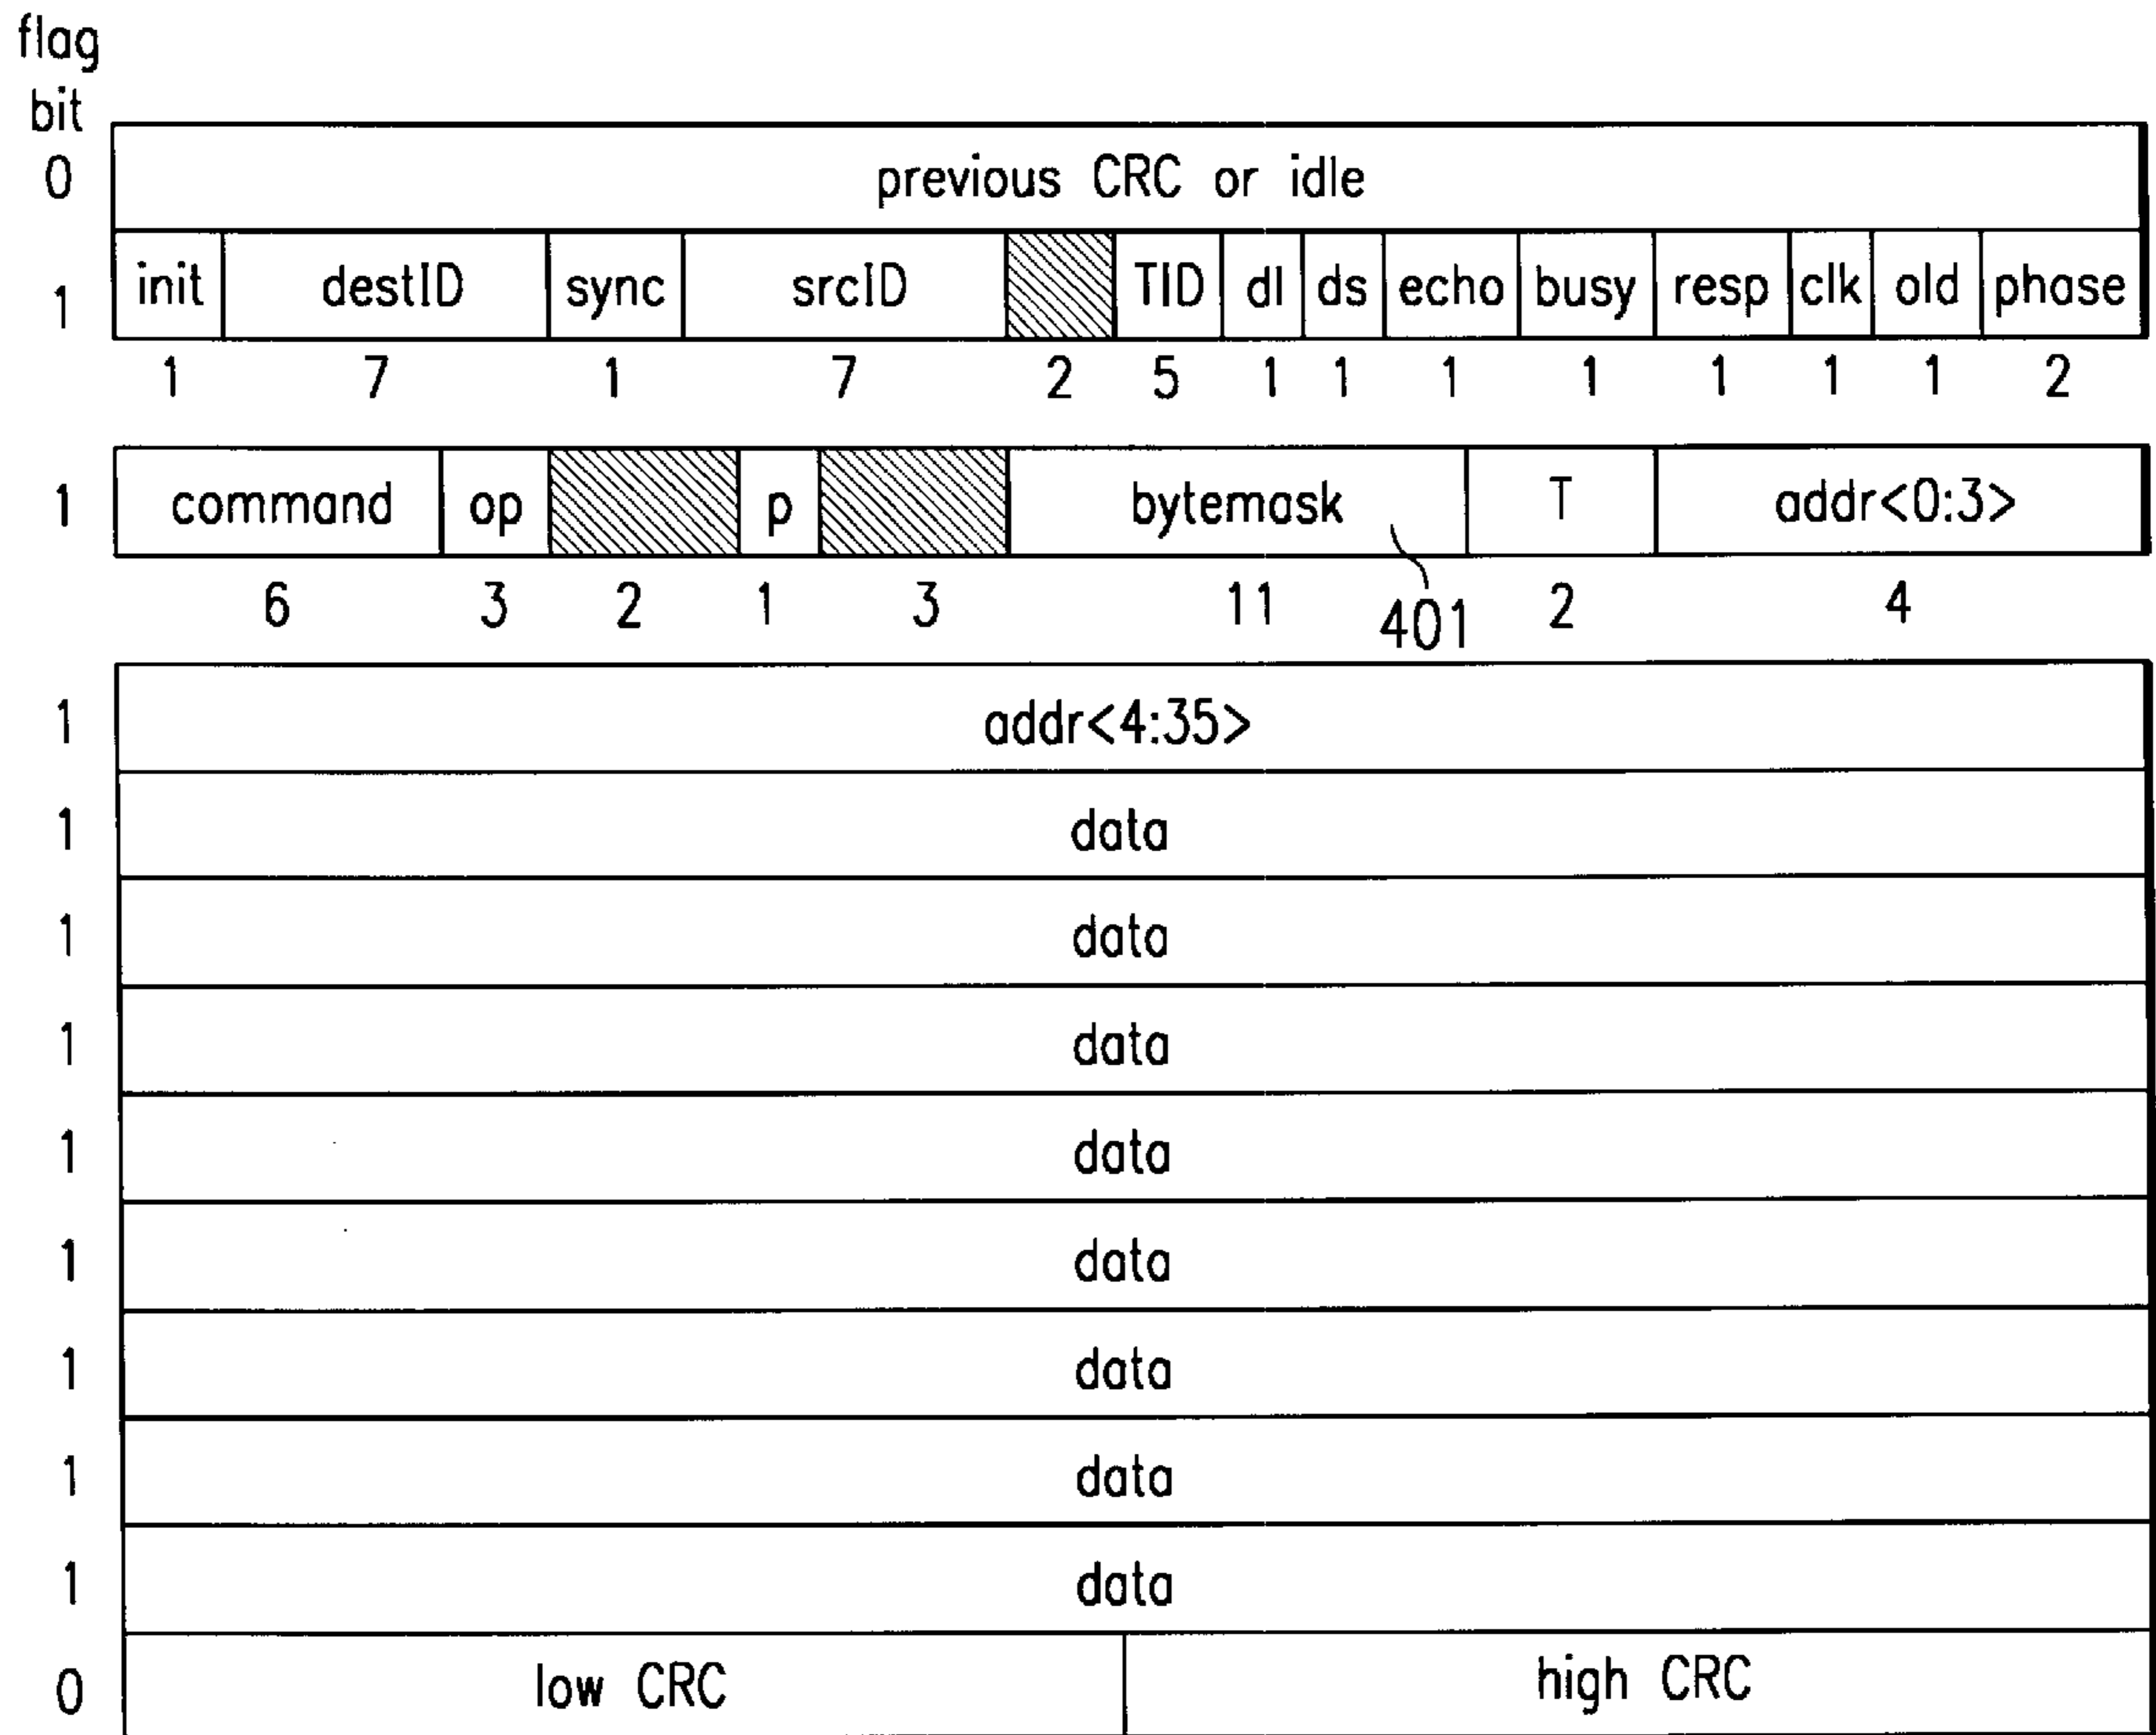 flag
bit
0 previous CRC or idle
1 init destID sync srcID TID dl ds echo busy resp clk old phase
1 7 1 7 2 5 1 1 1 1 1 1 1 2
1 command op p bytemask T addr<0:3>
6 3 2 1 3 11 401 2 4
1 addr<4:35>
1 data
1 data
1 data
1 data
1 data
1 data
1 data
1 data
0 low CRC high CRC